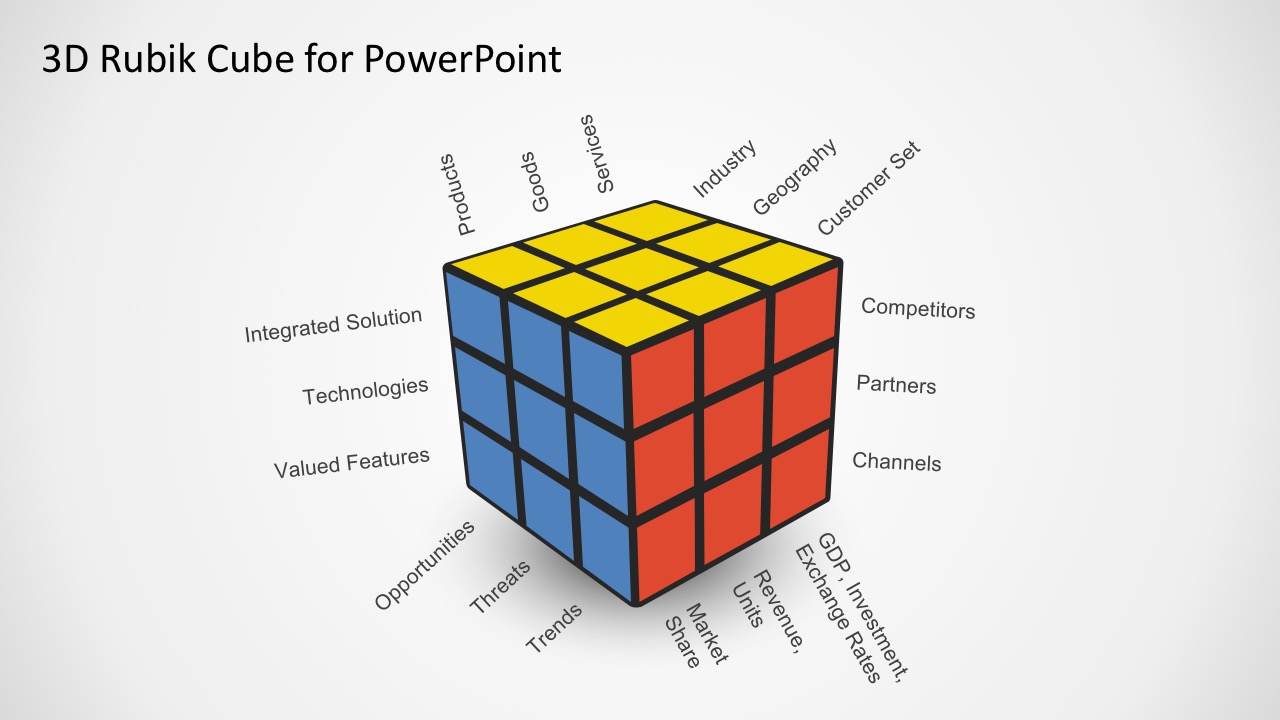 3D Rubik Cube for PowerPoint
Products
Goods
Services
Industry
Geography
Customer Set
Integrated Solution
Technologies
Valued Features
Competitors
Partners
Channels
Opportunities
Threats
Trends
Market
Share
Revenue,
Units
GDP , Investment,
Exchange Rates